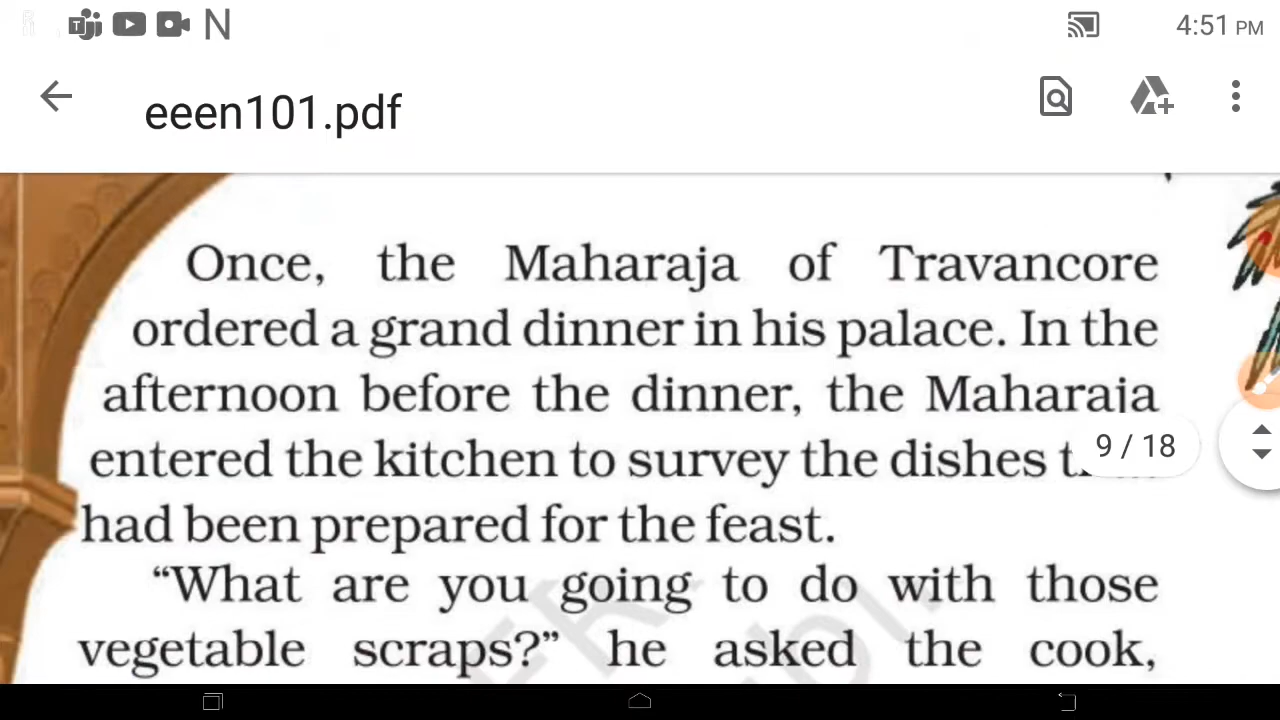 4:51 PM
eeen101.pdf
Once, the Maharaja of Travancore
ordered a grand dinner in his palace. In the
afternoon before the dinner, the Maharaja
entered the kitchen to survey the dishes
9 / 18
had been prepared for the feast.
“What are you going to do with those
vegetable scraps?” he asked the cook,